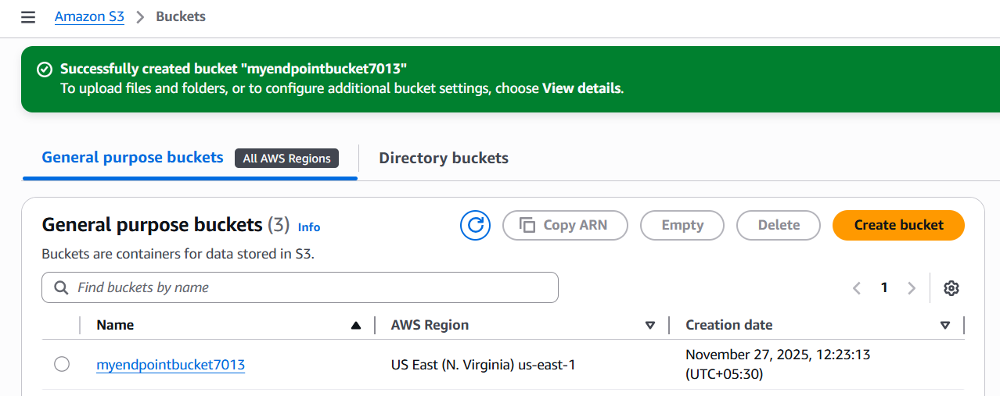 Amazon S3 Buckets
Successfully created bucket "myendpointbucket7013"
To upload files and folders, or to configure additional bucket settings, choose View details.
General purpose buckets All AWS Regions Directory buckets
General purpose buckets (3) Info Copy ARN Empty Delete Create bucket
Buckets are containers for data stored in S3.
Find buckets by name 1
Name AWS Region Creation date
myendpointbucket7013 US East (N. Virginia) us-east-1 November 27, 2025, 12:23:13
(UTC+05:30)